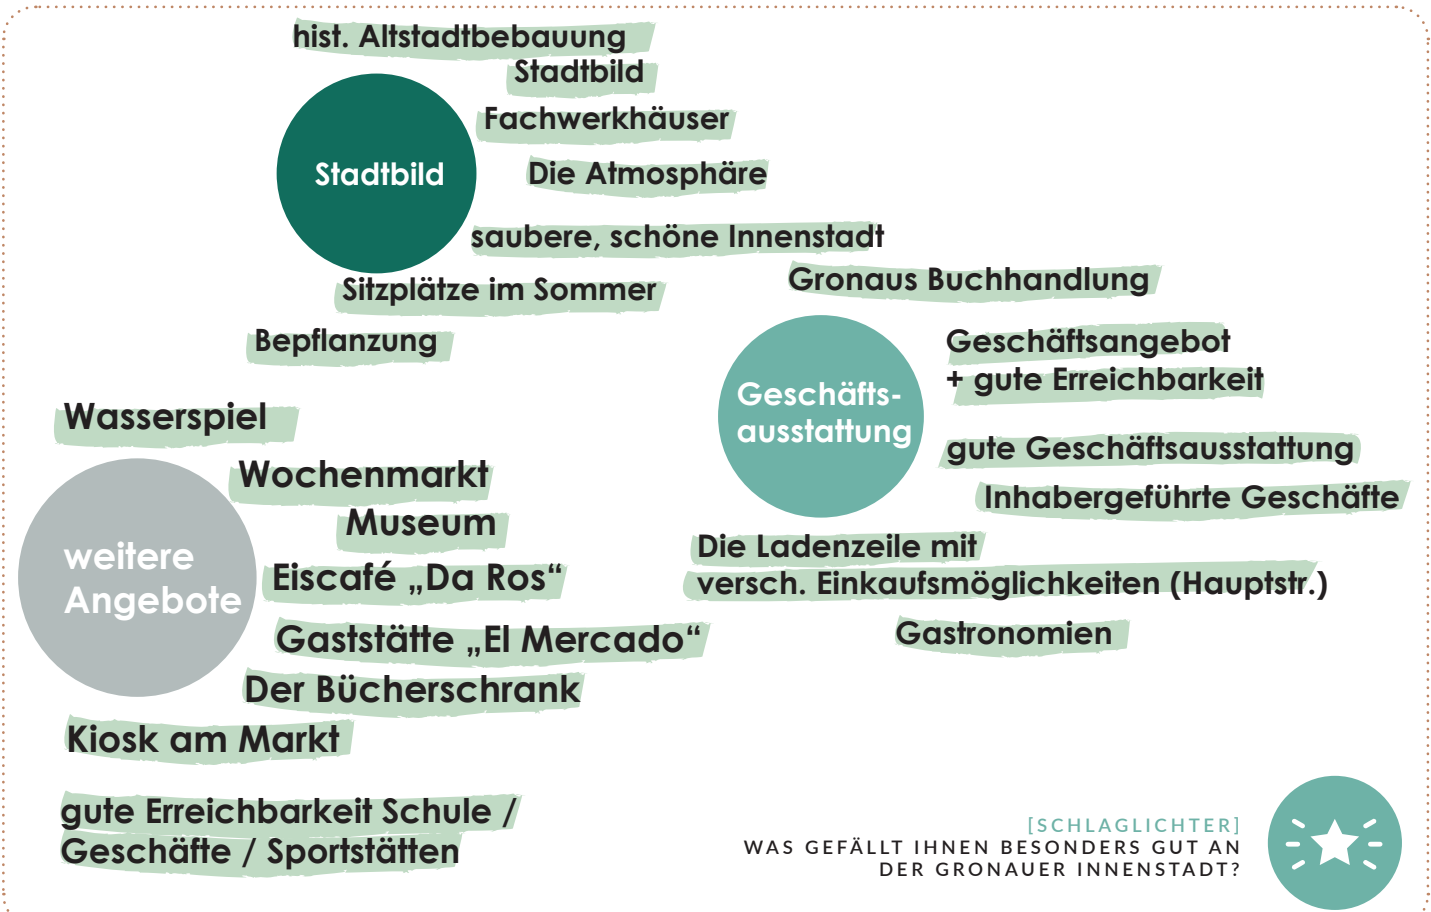 hist. Altstadtbebauung
Stadtbild
Fachwerkhäuser
Stadtbild
Die Atmosphäre
saubere, schöne Innenstadt
Sitzplätze im Sommer
Bepflanzung
Gronaus Buchhandlung
Geschäftsangebot
+ gute Erreichbarkeit
Geschäfts-
ausstattung
gute Geschäftsausstattung
Inhabergeführte Geschäfte
Die Ladenzeile mit
versch. Einkaufsmöglichkeiten (Hauptstr.)
Gastronomien
Wasserspiel
Wochenmarkt
Museum
weitere
Angebote
Eiscafé „Da Ros“
Gaststätte „El Mercado“
Der Bücherschrank
Kiosk am Markt
gute Erreichbarkeit Schule /
Geschäfte / Sportstätten
[SCHLAGLICHTER]
WAS GEFÄLLT IHNEN BESONDERS GUT AN
DER GRONAUER INNENSTADT?